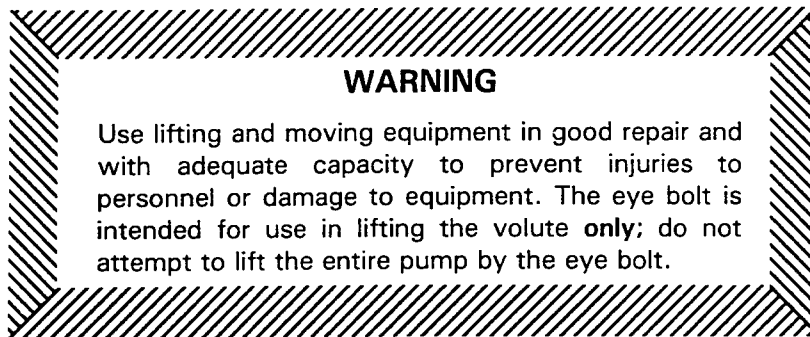 WARNING
Use lifting and moving equipment in good repair and
with adequate capacity to prevent injuries to
personnel or damage to equipment. The eye bolt is
intended for use in lifting the volute only; do not
attempt to lift the entire pump by the eye bolt.